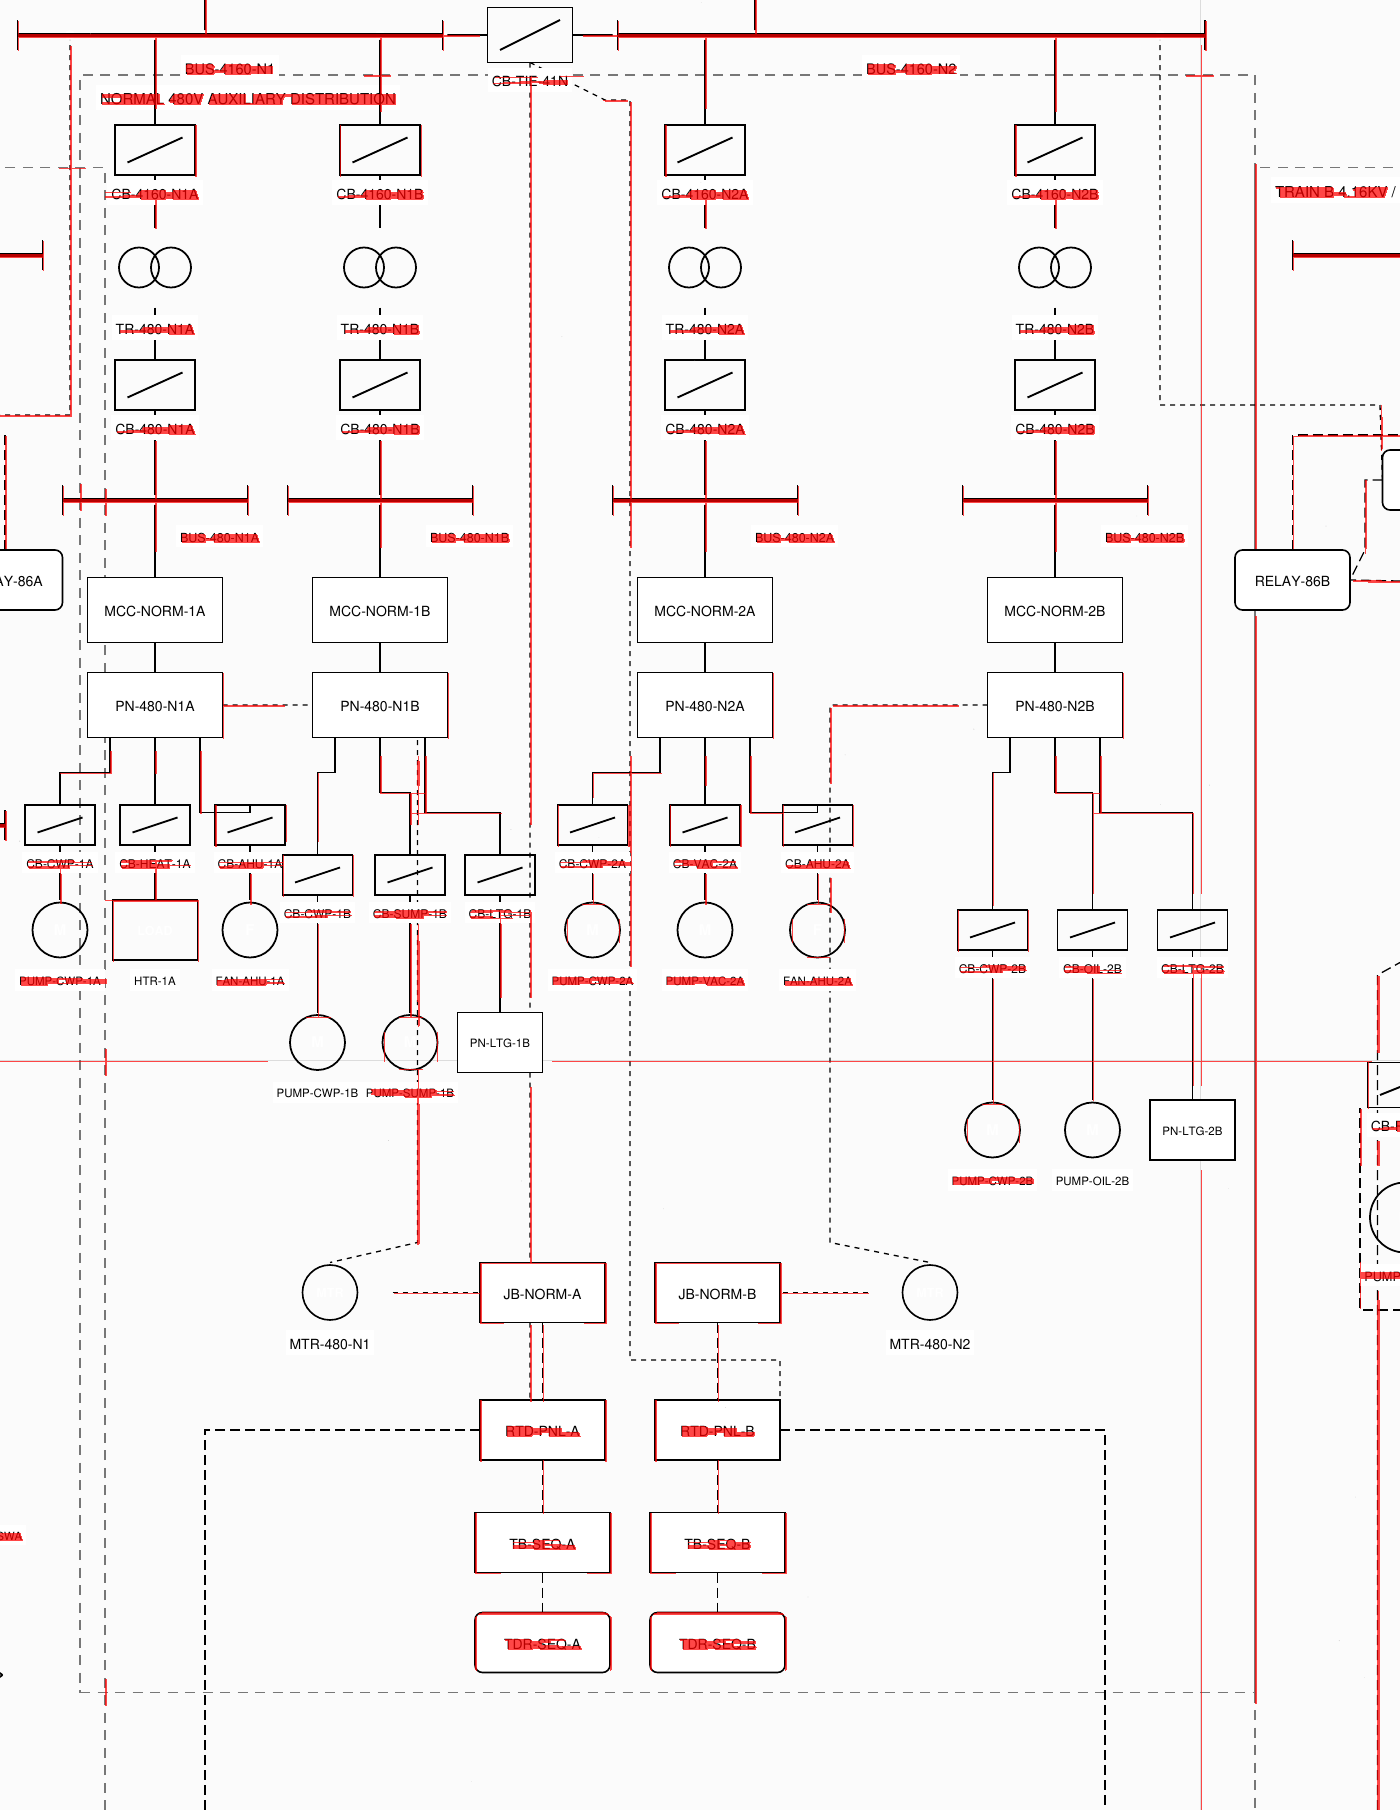 BUS-4160-N1
CB-TIE-41N
BUS-4160-N2
NORMAL 480V AUXILIARY DISTRIBUTION
CB-4160-N1A
CB-4160-N1B
CB-4160-N2A
CB-4160-N2B
TRAIN B 4.16KV /
TR-480-N1A
TR-480-N1B
TR-480-N2A
TR-480-N2B
CB-480-N1A
CB-480-N1B
CB-480-N2A
CB-480-N2B
BUS-480-N1A
BUS-480-N1B
BUS-480-N2A
BUS-480-N2B
AY-86A
RELAY-86B
MCC-NORM-1A
MCC-NORM-1B
MCC-NORM-2A
MCC-NORM-2B
PN-480-N1A
PN-480-N1B
PN-480-N2A
PN-480-N2B
CB-CWP-1A
CB-HEAT-1A
CB-AHU-1A
CB-CWP-2A
CB-VAC-2A
CB-AHU-2A
CB-CWP-1B
CB-SUMP-1B
CB-LTG-1B
CB-CWP-2B
CB-OIL-2B
CB-LTG-2B
PUMP-CWP-1A
HTR-1A
FAN-AHU-1A
PUMP-CWP-2A
PUMP-VAC-2A
FAN-AHU-2A
PN-LTG-1B
PUMP-CWP-1B
PUMP-SUMP-1B
PN-LTG-2B
PUMP-CWP-2B
PUMP-OIL-2B
PUMP
JB-NORM-A
JB-NORM-B
MTR-480-N1
MTR-480-N2
RTD-PNL-A
RTD-PNL-B
SWA
TB-SEQ-A
TB-SEQ-B
TDR-SEQ-A
TDR-SEQ-B